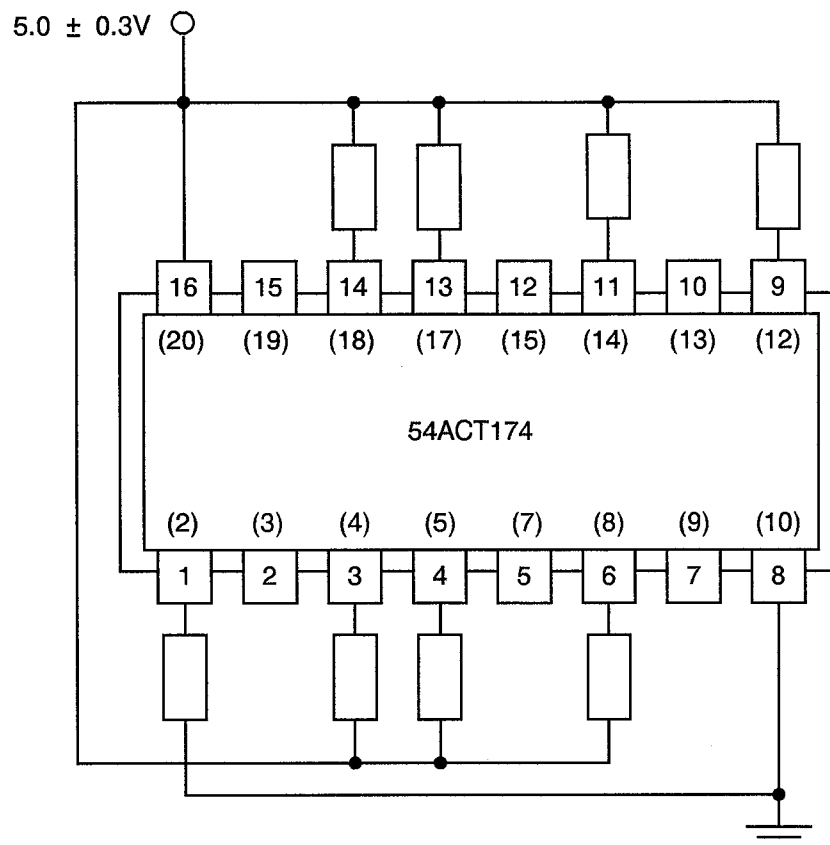 5.0 ± 0.3V
16 15 14 13 12 11 10 9
(20) (19) (18) (17) (15) (14) (13) (12)
54ACT174
(2) (3) (4) (5) (7) (8) (9) (10)
1 2 3 4 5 6 7 8